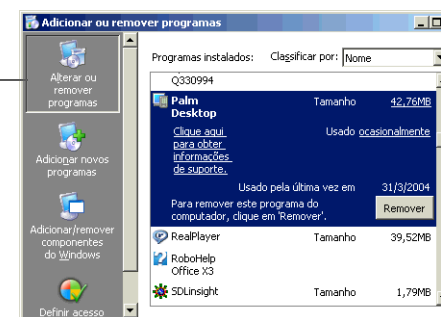 Adicionar ou remover programas
Alterar ou
remover
programas
Adicionar novos
programas
Adicionar/remover
componentes
do Windows
Definir acesso
Programas instalados: Classificar por: Nome
Q330994
Palm
Desktop
Tamanho 42,76MB
Clique aqui
para obter
informações
de suporte.
Usado ocasionalmente
Usado pela última vez em 31/3/2004
Para remover este programa do
computador, clique em 'Remover'.
Remover
RealPlayer Tamanho 39,52MB
RoboHelp
Office X3
SDLinsight Tamanho 1,79MB